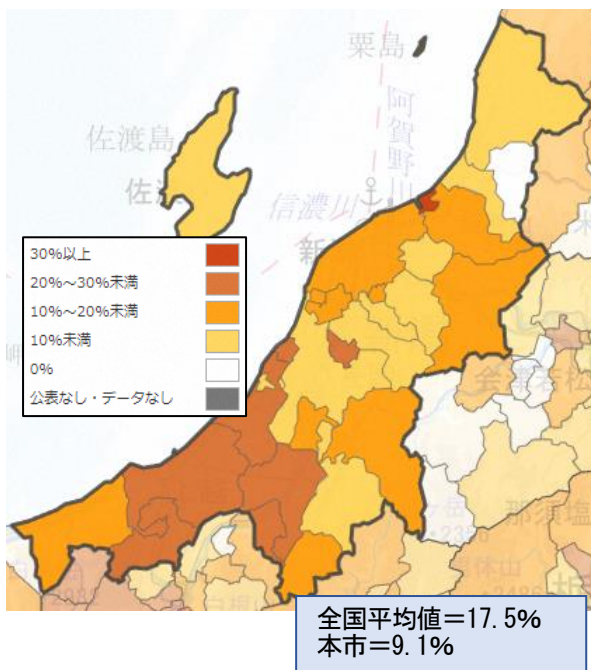 粟島
阿賀野川
佐渡島
佐
信濃川
新
30%以上
20%～30%未満
10%～20%未満
10%未満
0%
公表なし・データなし
会津若松
那須塩
全国平均値＝17.5%
本市＝9.1%